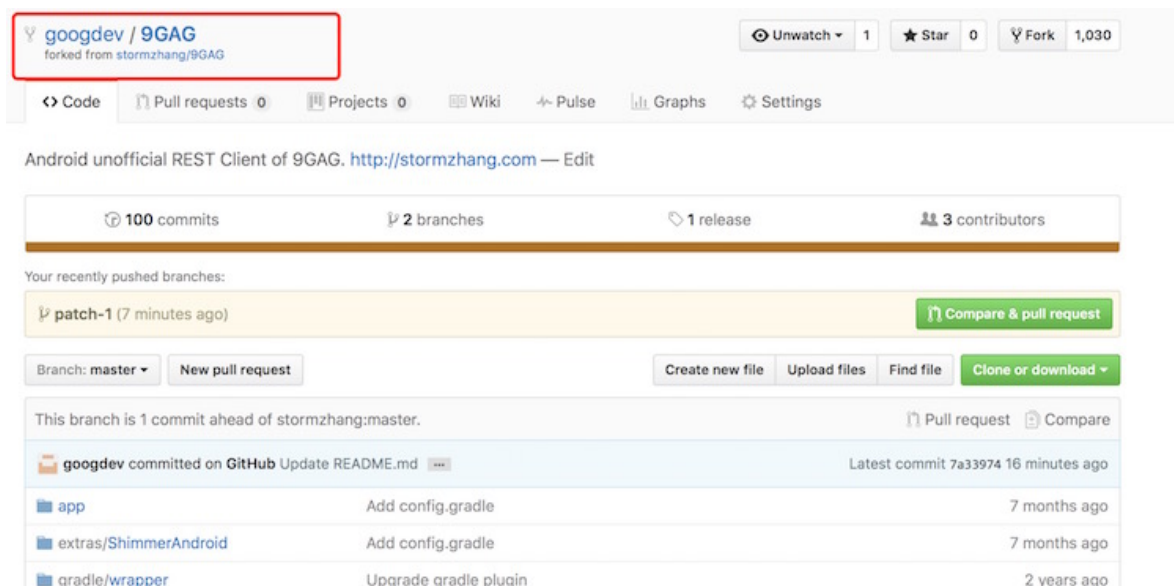 googdev / 9GAG
forked from stormzhang/9GAG
Unwatch 1 Star 0 Fork 1,030
Code Pull requests 0 Projects 0 Wiki Pulse Graphs Settings
Android unofficial REST Client of 9GAG. http://stormzhang.com — Edit
100 commits 2 branches 1 release 3 contributors
Your recently pushed branches:
patch-1 (7 minutes ago) Compare & pull request
Branch: master New pull request Create new file Upload files Find file Clone or download
This branch is 1 commit ahead of stormzhang:master. Pull request Compare
googdev committed on GitHub Update README.md ... Latest commit 7a33974 16 minutes ago
app Add config.gradle 7 months ago
extras/ShimmerAndroid Add config.gradle 7 months ago
gradle/wrapper Upgrade gradle plugin 2 years ago